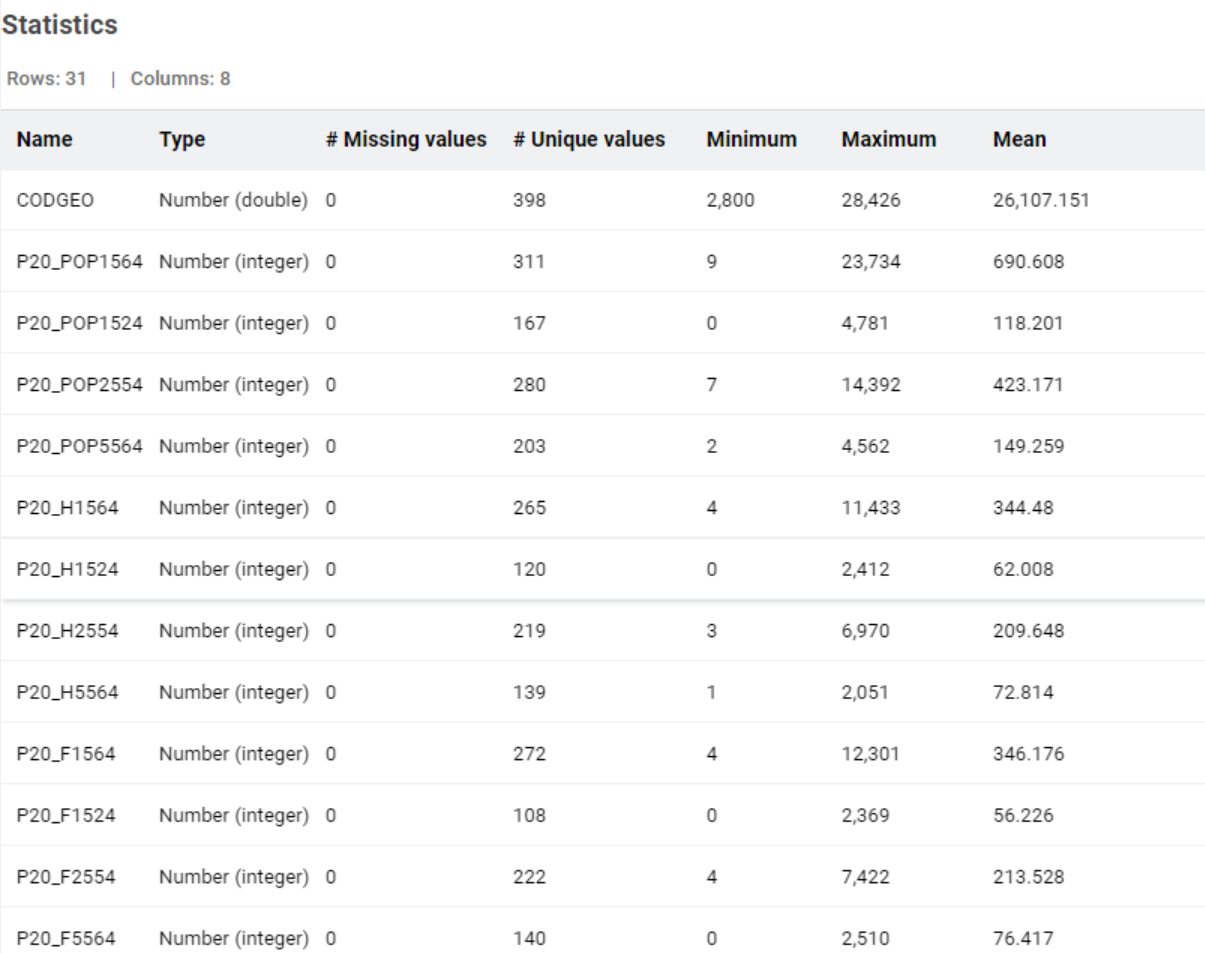 Statistics
Rows: 31 | Columns: 8
Name Type # Missing values # Unique values Minimum Maximum Mean
CODGEO Number (double) 0 398 2,800 28,426 26,107.151
P20_POP1564 Number (integer) 0 311 9 23,734 690.608
P20_POP1524 Number (integer) 0 167 0 4,781 118.201
P20_POP2554 Number (integer) 0 280 7 14,392 423.171
P20_POP5564 Number (integer) 0 203 2 4,562 149.259
P20_H1564 Number (integer) 0 265 4 11,433 344.48
P20_H1524 Number (integer) 0 120 0 2,412 62.008
P20_H2554 Number (integer) 0 219 3 6,970 209.648
P20_H5564 Number (integer) 0 139 1 2,051 72.814
P20_F1564 Number (integer) 0 272 4 12,301 346.176
P20_F1524 Number (integer) 0 108 0 2,369 56.226
P20_F2554 Number (integer) 0 222 4 7,422 213.528
P20_F5564 Number (integer) 0 140 0 2,510 76.417